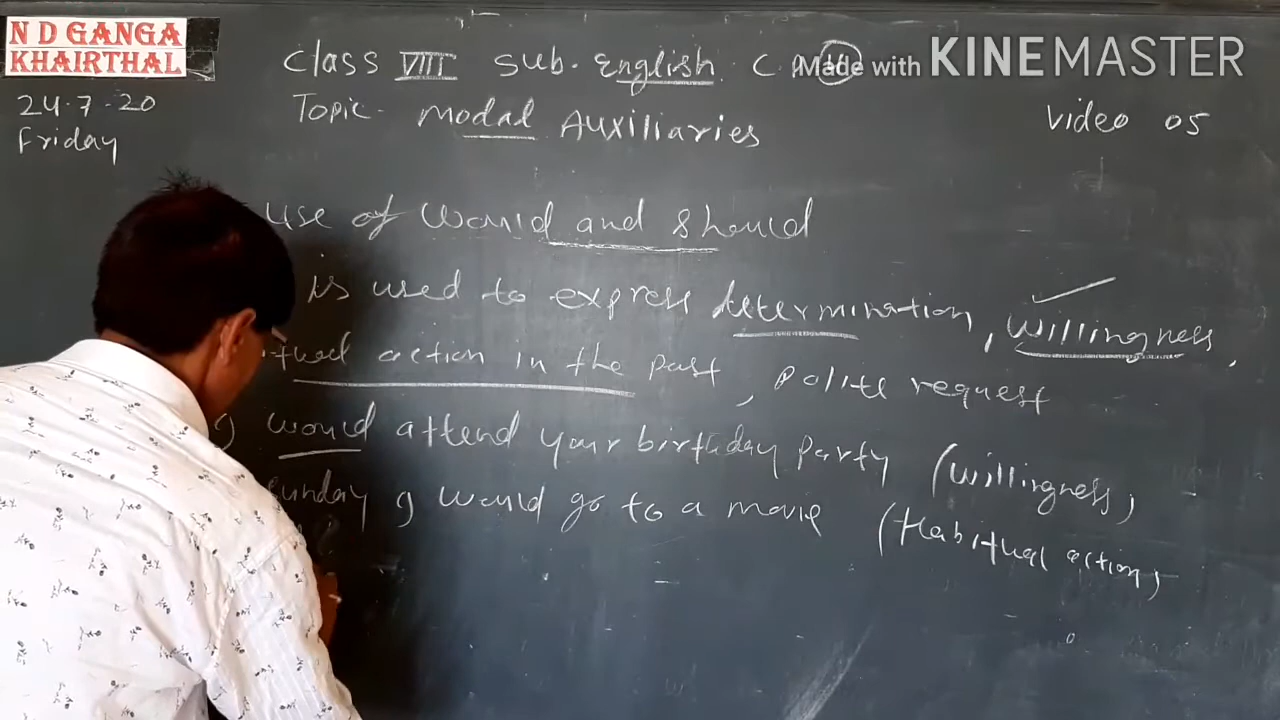 N D GANGA
KHAIRTHAL
24.7.20
Friday
Class VIII Sub. English
Made with KINEMASTER
Topic- Modal Auxiliaries
Video 05
use of would and should
is used to express determination, willingness,
action in the past, polite request
I would attend your birthday party (willingness)
sunday I would go to a movie (Habitual action)